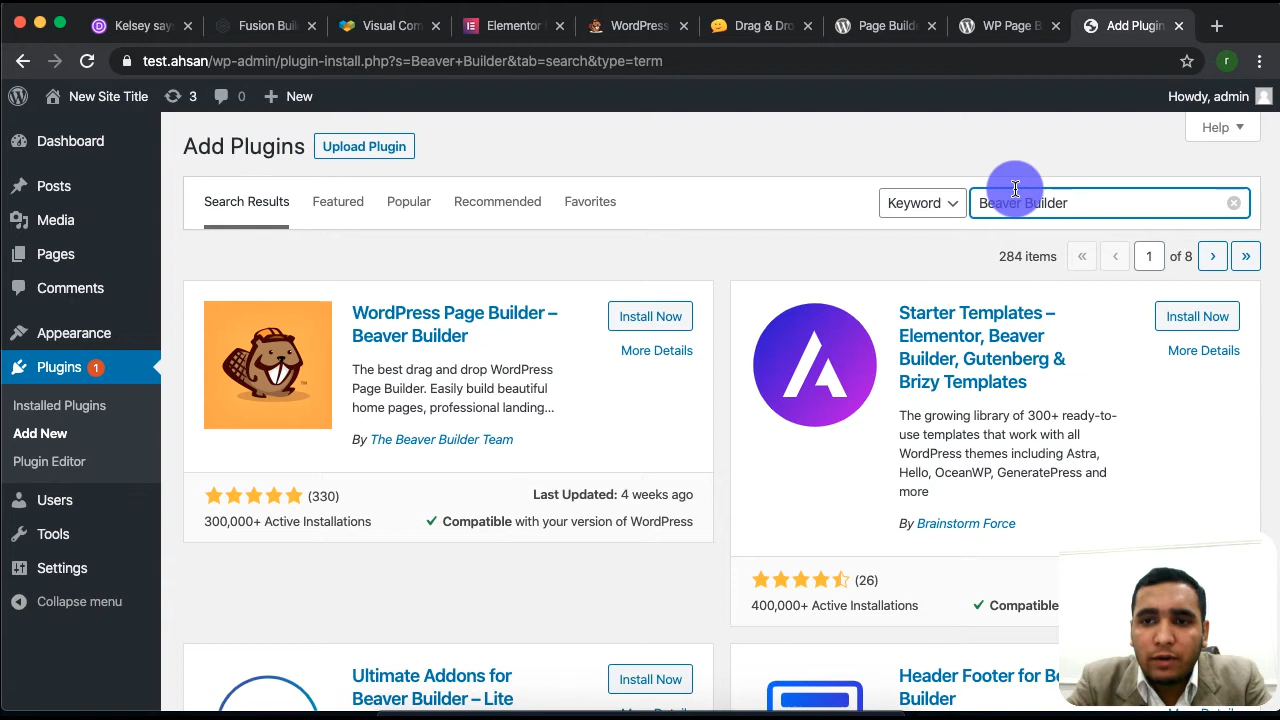 Kelsey say
Fusion Buil
Visual Com
Elementor
WordPress
Drag & Dro
Page Builde
WP Page B
Add Plugin
test.ahsan/wp-admin/plugin-install.php?s=Beaver+Builder&tab=search&type=term
r
New Site Title
3
0
New
Howdy, admin
Dashboard
Posts
Media
Pages
Comments
Appearance
Plugins 1
Installed Plugins
Add New
Plugin Editor
Users
Tools
Settings
Collapse menu
Help
Add Plugins
Upload Plugin
Search Results
Featured
Popular
Recommended
Favorites
Keyword
Beaver Builder
284 items
« ‹ 1 of 8 › »
WordPress Page Builder –
Beaver Builder
Install Now
More Details
The best drag and drop WordPress
Page Builder. Easily build beautiful
home pages, professional landing...
By The Beaver Builder Team
(330)
Last Updated: 4 weeks ago
300,000+ Active Installations
Compatible with your version of WordPress
Starter Templates –
Elementor, Beaver
Builder, Gutenberg &
Brizy Templates
Install Now
More Details
The growing library of 300+ ready-to-
use templates that work with all
WordPress themes including Astra,
Hello, OceanWP, GeneratePress and
more
By Brainstorm Force
(26)
400,000+ Active Installations
Compatible
Ultimate Addons for
Beaver Builder – Lite
Install Now
Header Footer for Be
Builder